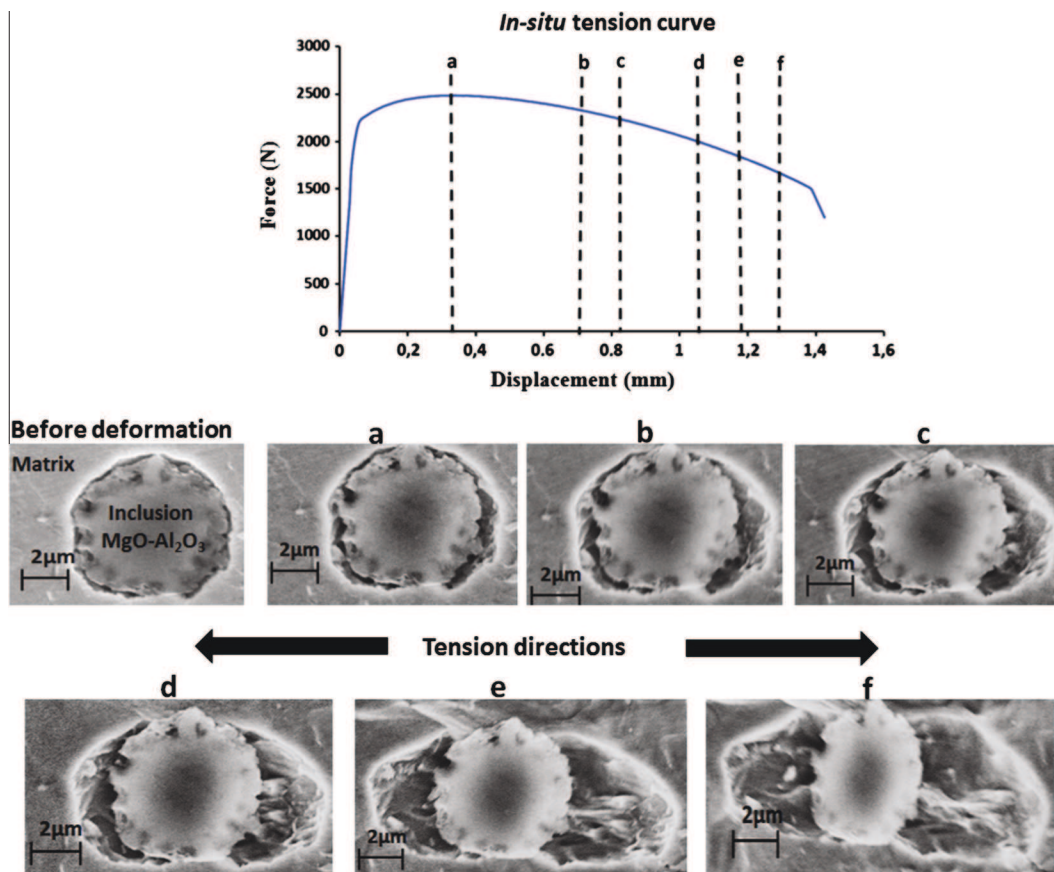 In-situ tension curve
3000
2500
2000
1500
1000
500
0
Force (N)
a b c d e f
0 0,2 0,4 0.6 0.8 1 1,2 1,4 1,6
Displacement (mm)
Before deformation a b c
Matrix
Inclusion
MgO-Al₂O₃
2μm 2μm 2μm 2μm
Tension directions
d e f
2μm 2μm 2μm